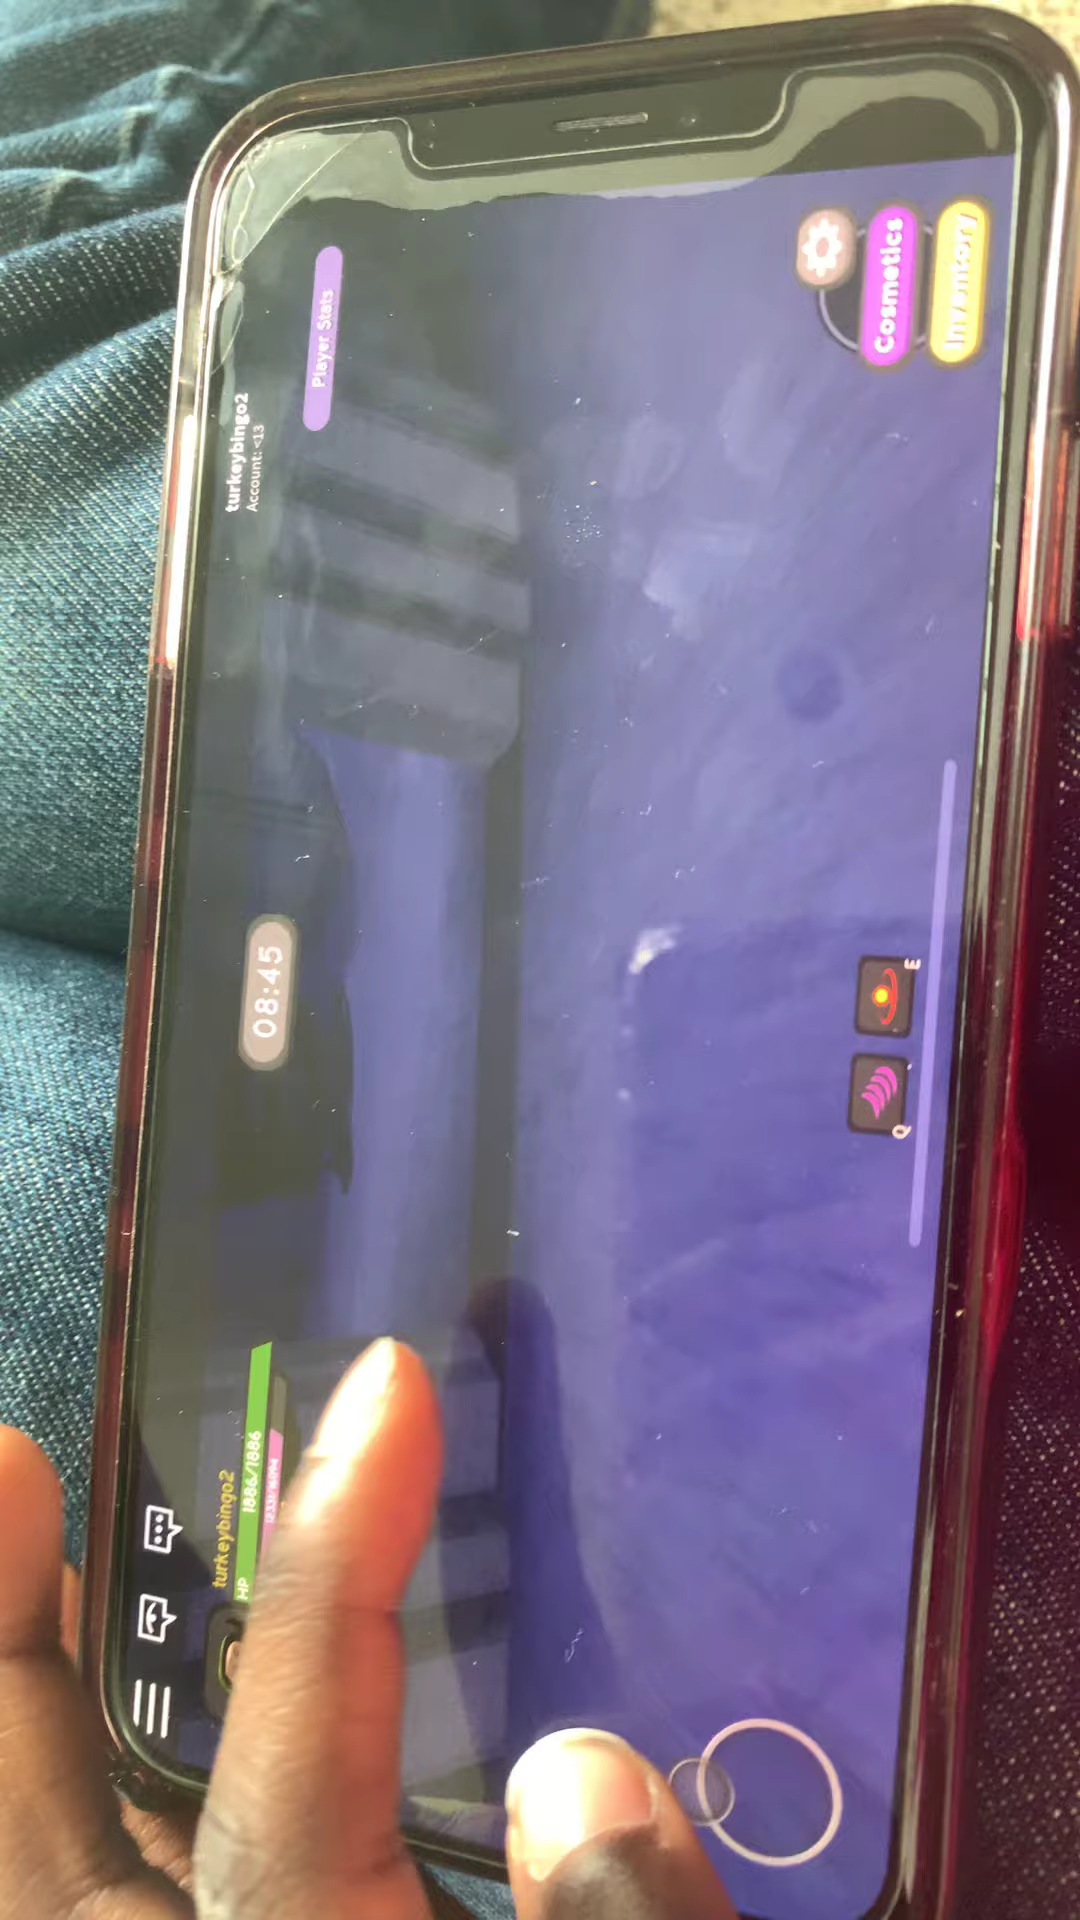 turkeybingo2
Account: <13
Player Stats
turkeybingo2
HP 1886/1886
08:45
Cosmetics
Inventory
Q
E